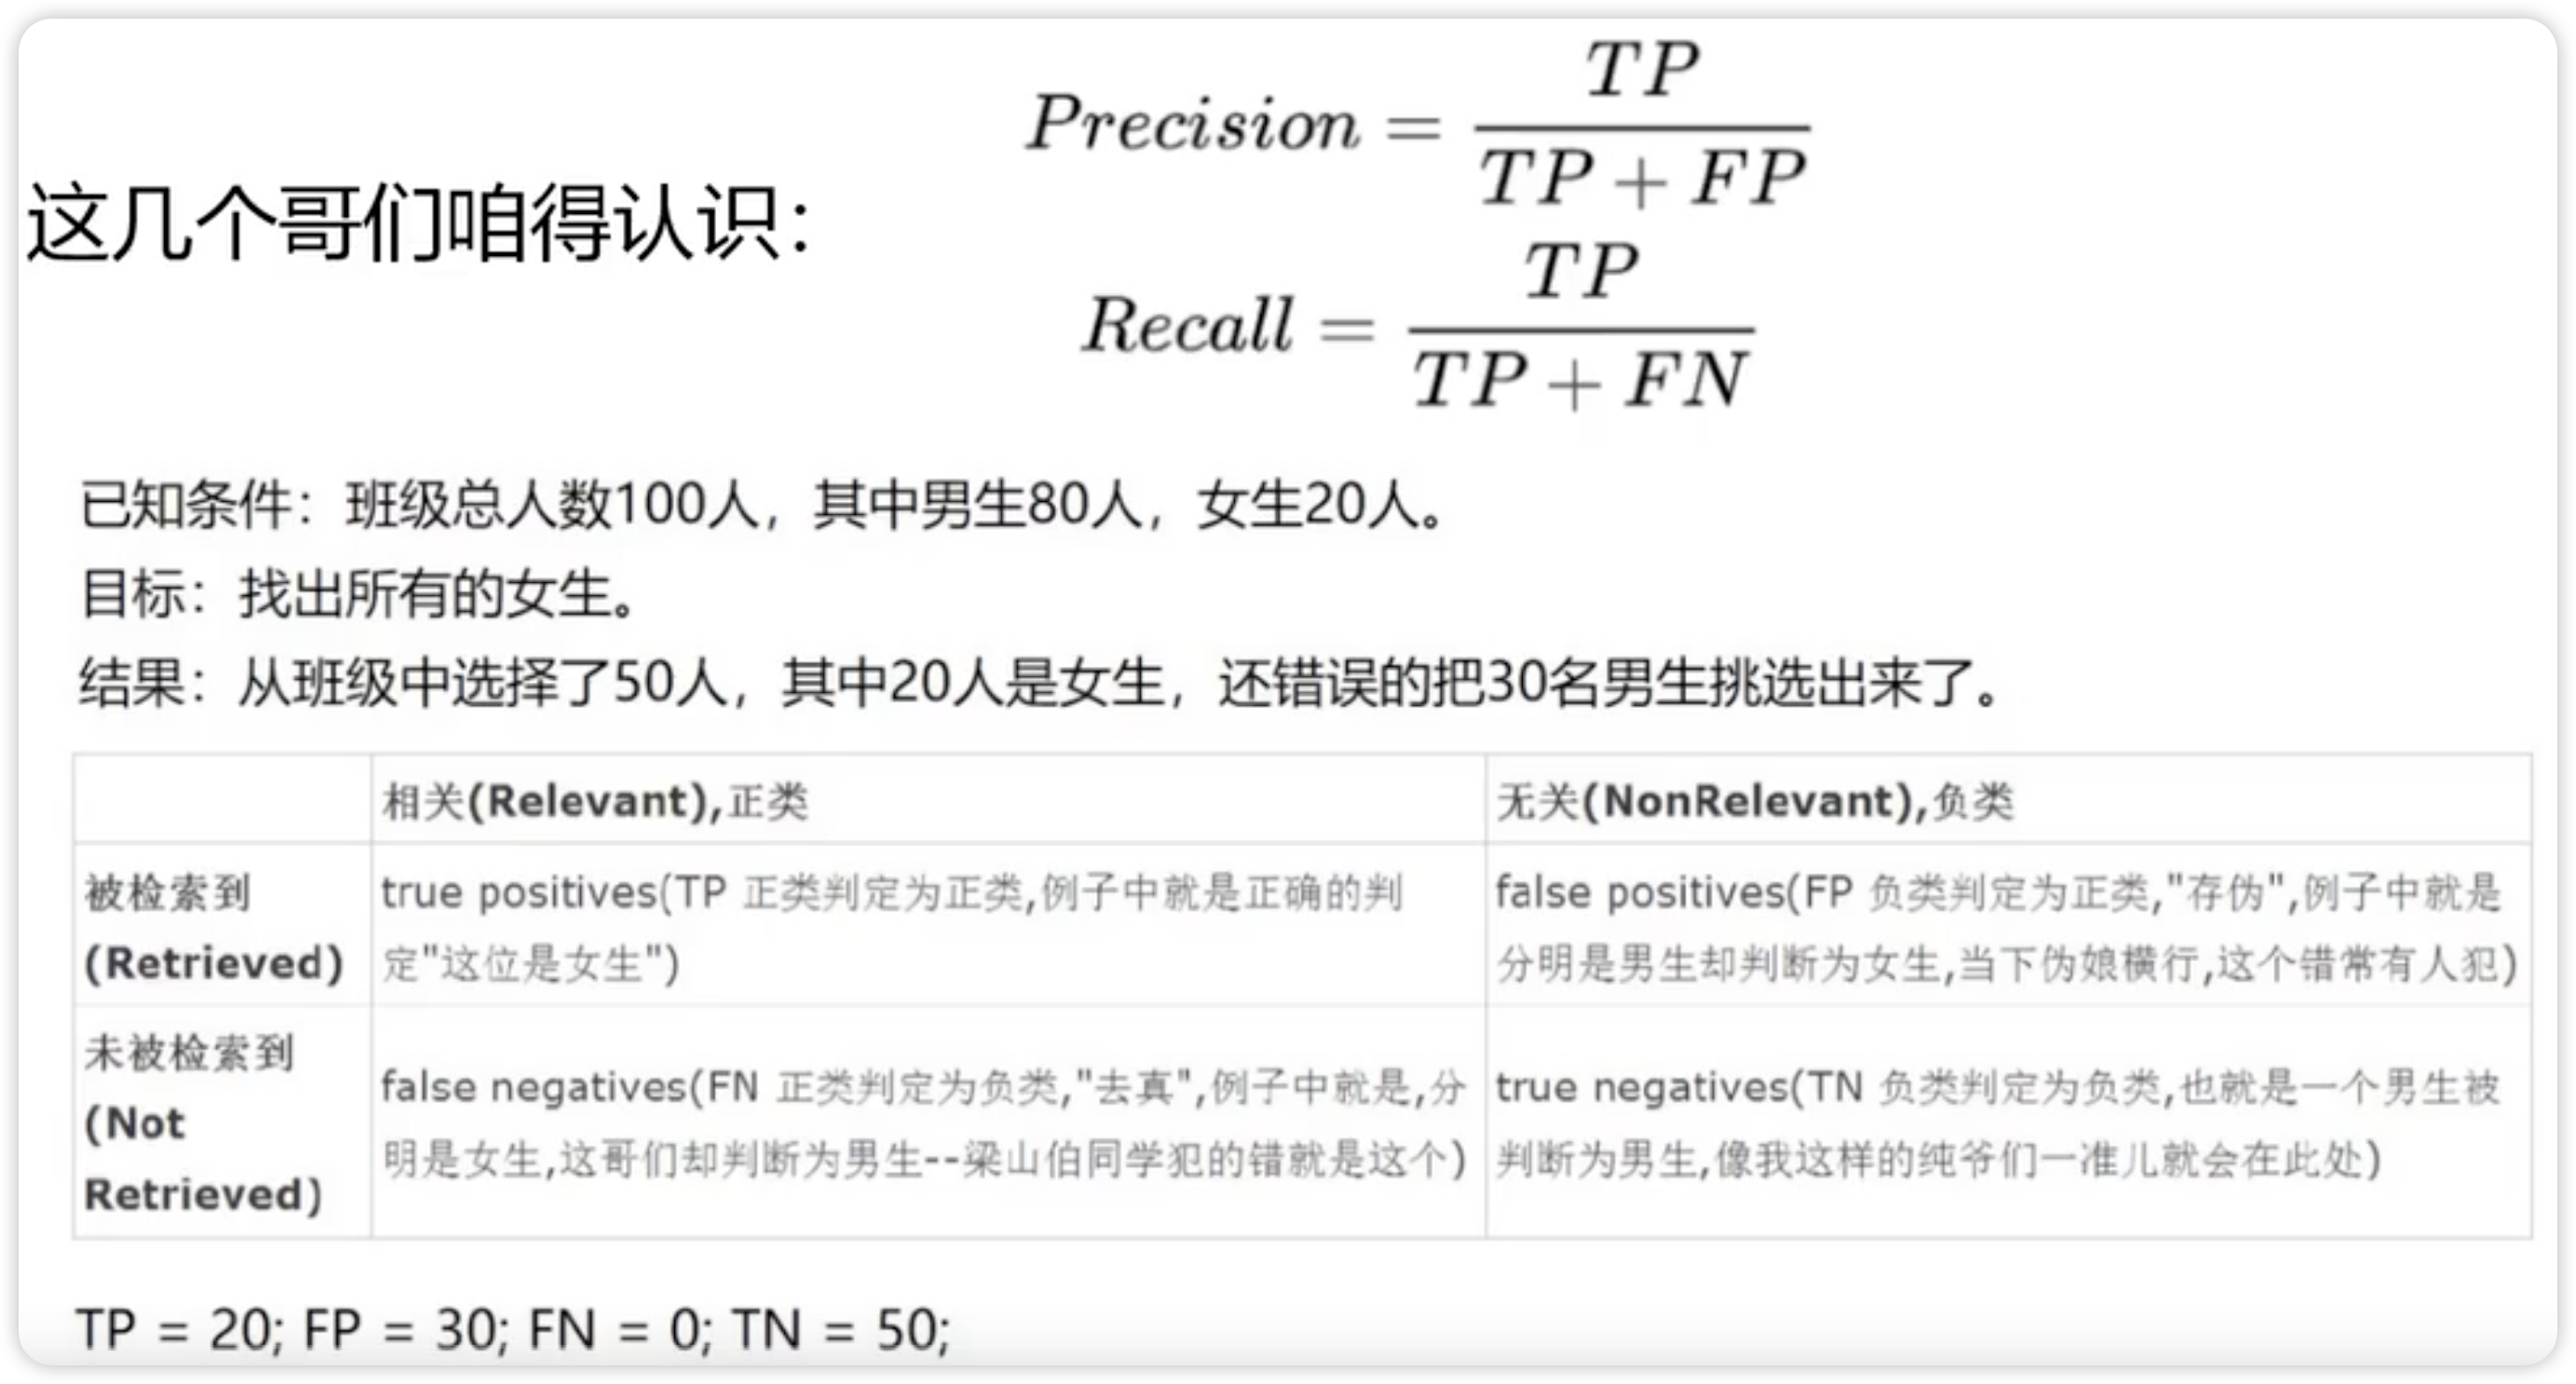 Precision = TP / (TP + FP)
这几个哥们咱得认识：
Recall = TP / (TP + FN)
已知条件：班级总人数100人，其中男生80人，女生20人。
目标：找出所有的女生。
结果：从班级中选择了50人，其中20人是女生，还错误的把30名男生挑选出来了。
相关(Relevant),正类
无关(NonRelevant),负类
被检索到
(Retrieved)
true positives(TP 正类判定为正类,例子中就是正确的判
定"这位是女生")
false positives(FP 负类判定为正类,"存伪",例子中就是
分明是男生却判断为女生,当下伪娘横行,这个错常有人犯)
未被检索到
(Not
Retrieved)
false negatives(FN 正类判定为负类,"去真",例子中就是,分
明是女生,这哥们却判断为男生--梁山伯同学犯的错就是这个)
true negatives(TN 负类判定为负类,也就是一个男生被
判断为男生,像我这样的纯爷们一准儿就会在此处)
TP = 20; FP = 30; FN = 0; TN = 50;